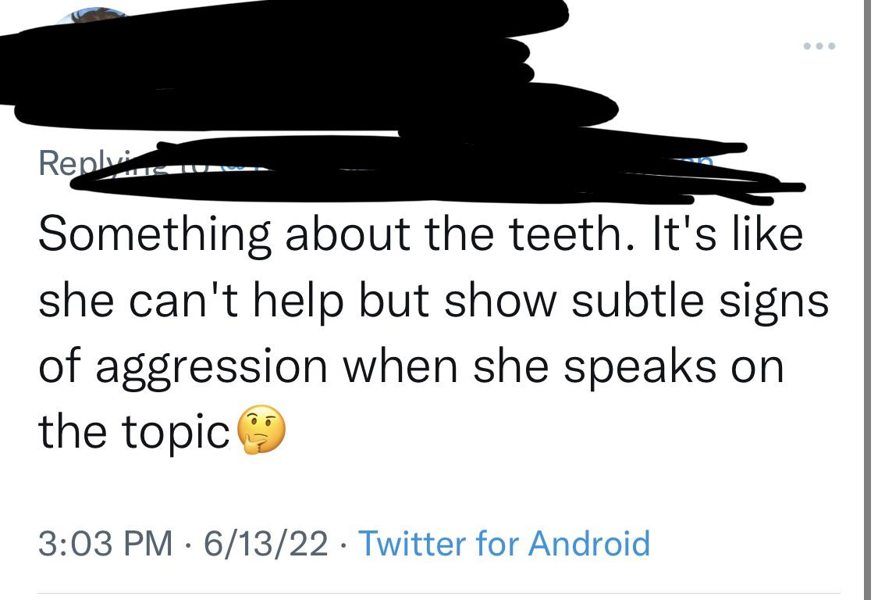 Replying to
Something about the teeth. It's like
she can't help but show subtle signs
of aggression when she speaks on
the topic🤔
3:03 PM · 6/13/22 · Twitter for Android